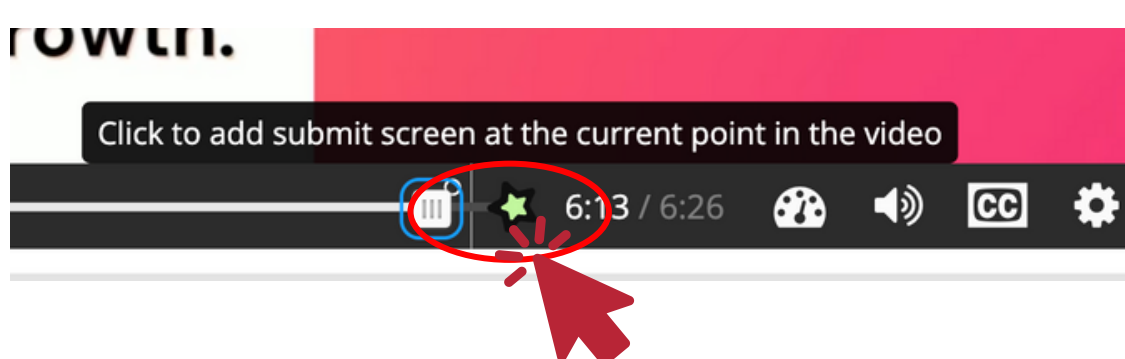 Click to add submit screen at the current point in the video
6:13 / 6:26
CC